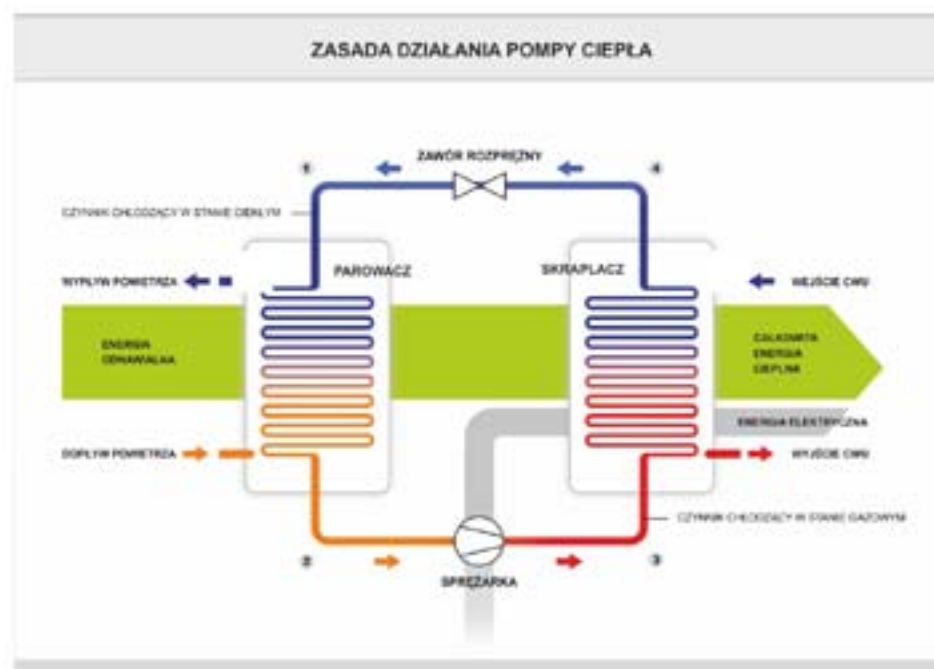 ZASADA DZIAŁANIA POMPY CIEPŁA
1
ZAWÓR ROZPRĘŻNY
4
CZYNNIK CHŁODZĄCY W STANIE CIEKŁYM
WYPŁYW POWIETRZA
PAROWACZ
SKRAPLACZ
WEJŚCIE CWU
ENERGIA
ODNAWIALNA
CAŁKOWITA
ENERGIA
CIEPLNA
ENERGIA ELEKTRYCZNA
DOPŁYW POWIETRZA
WYJŚCIE CWU
CZYNNIK CHŁODZĄCY W STANIE GAZOWYM
2
SPRĘŻARKA
3